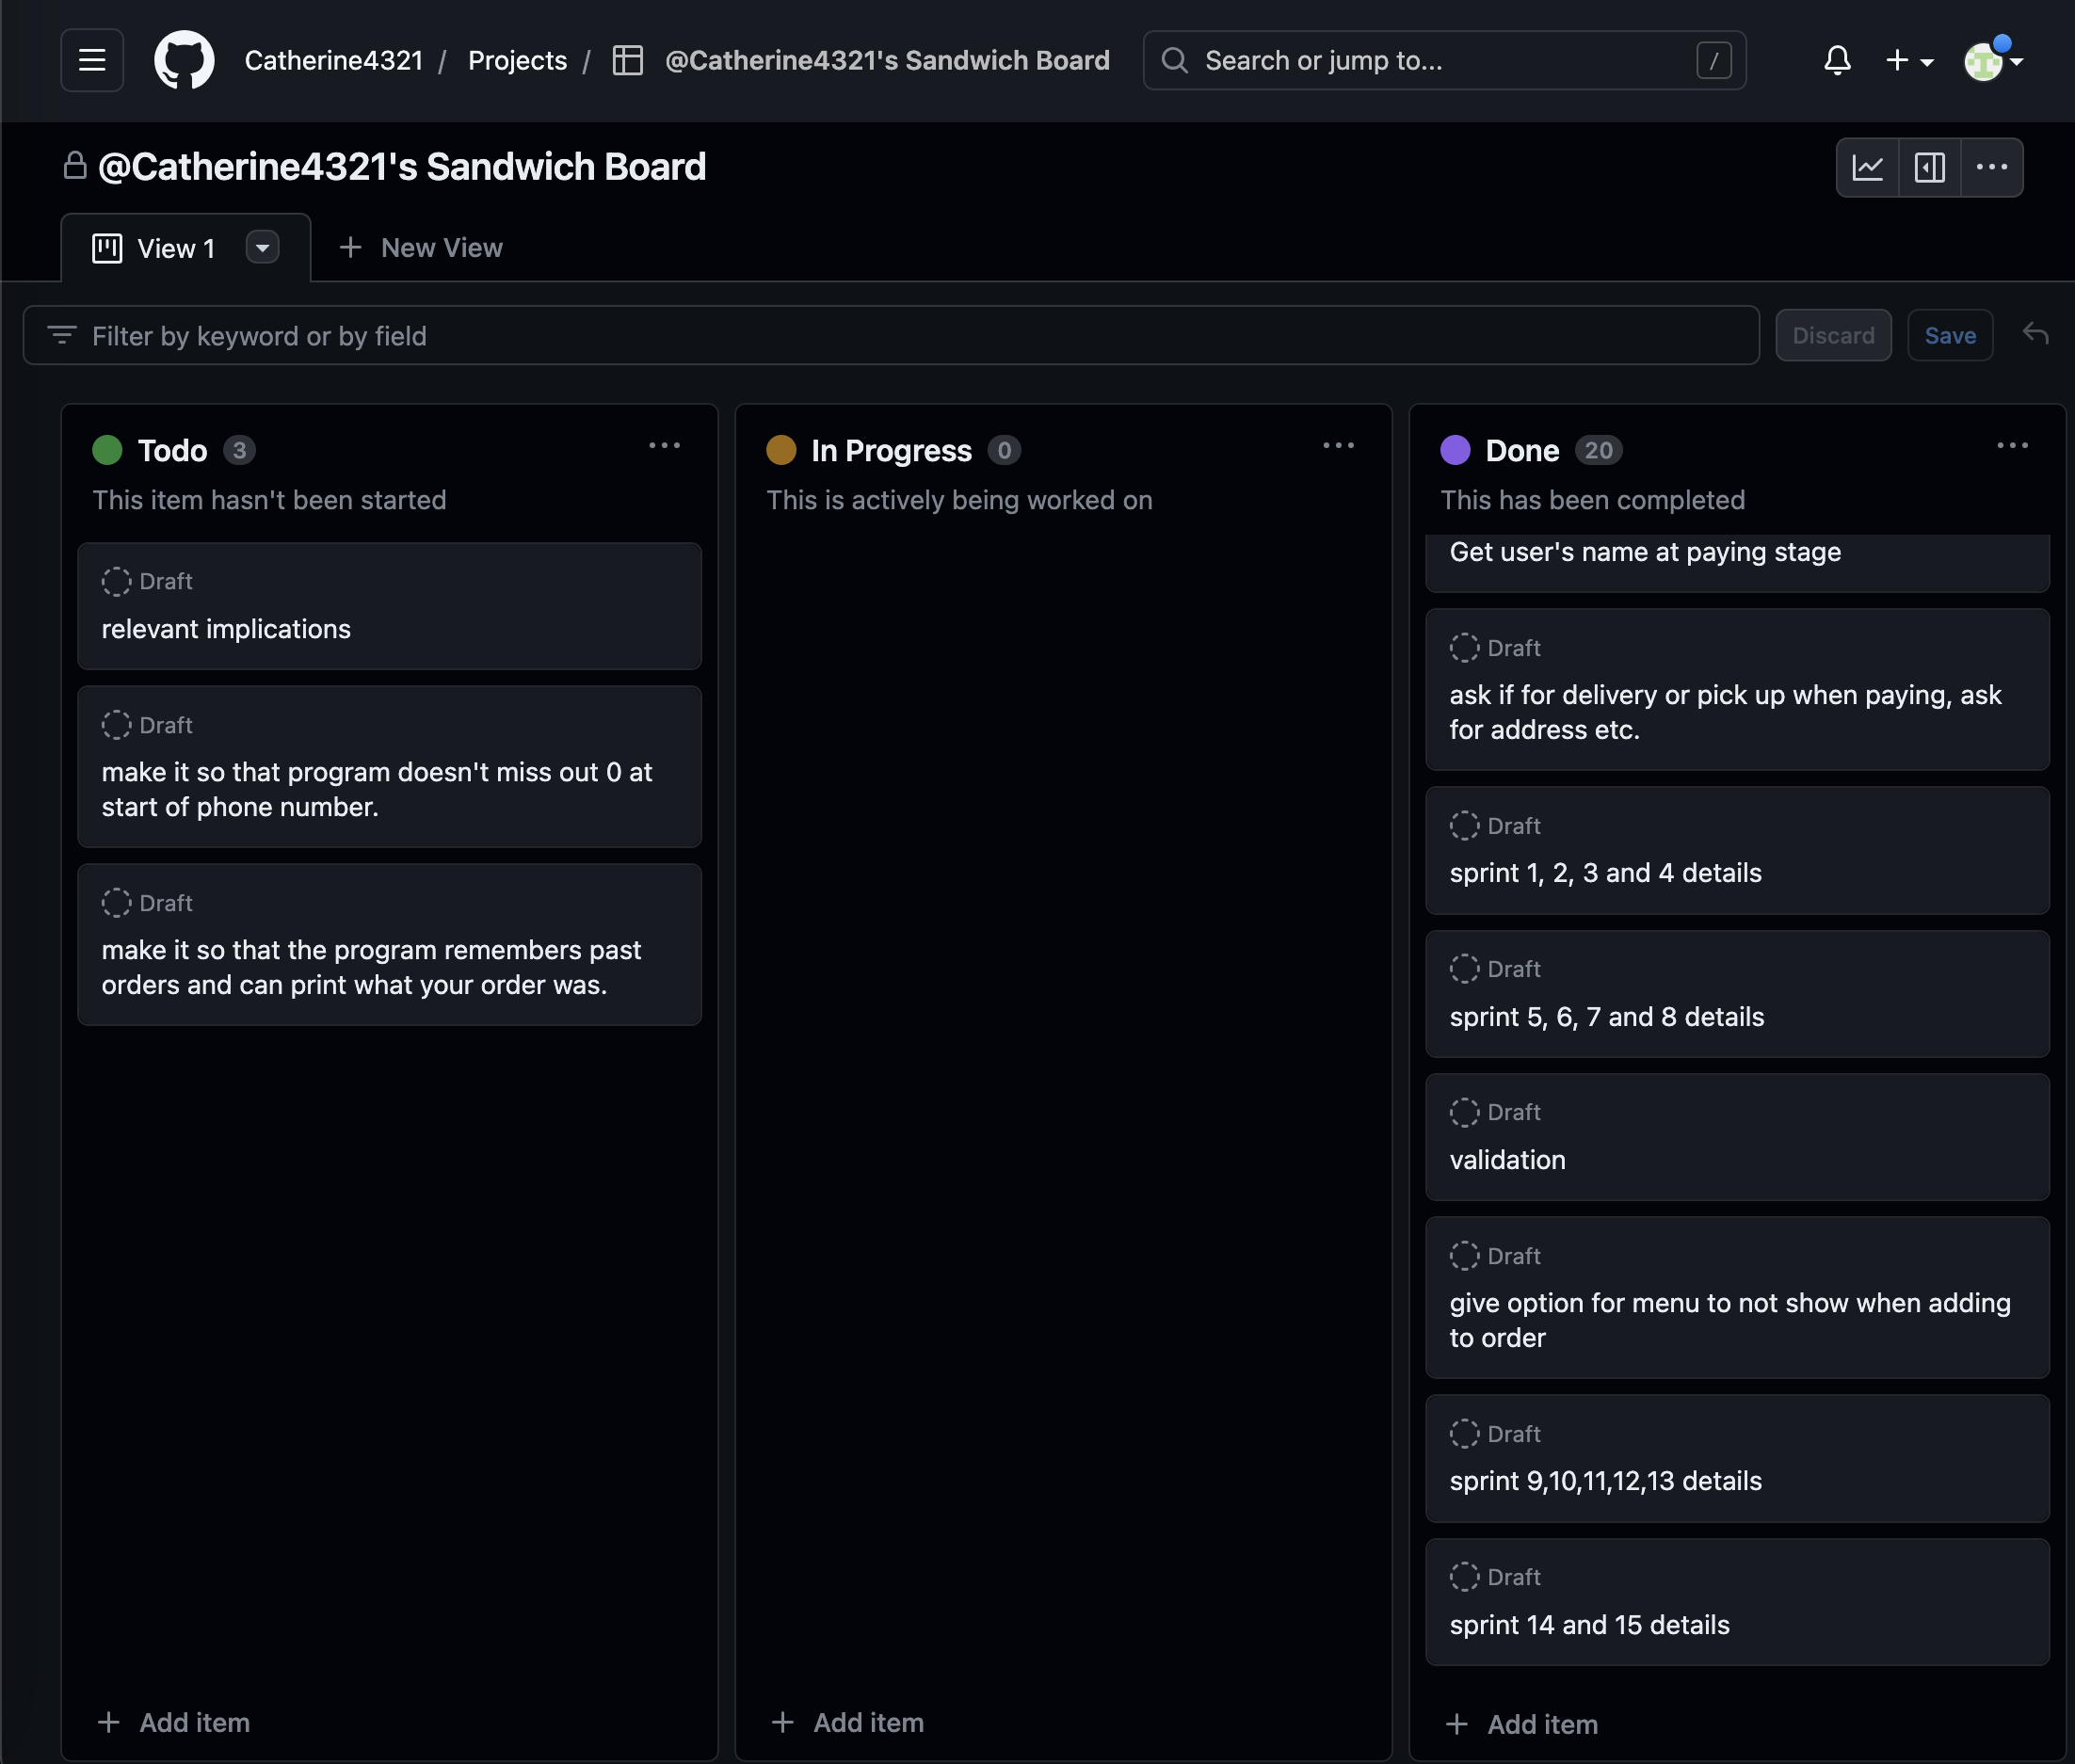 Catherine4321 / Projects / @Catherine4321's Sandwich Board
Search or jump to...
/
@Catherine4321's Sandwich Board
View 1
New View
Filter by keyword or by field
Discard
Save
Todo 3
This item hasn't been started
Draft
relevant implications
Draft
make it so that program doesn't miss out 0 at
start of phone number.
Draft
make it so that the program remembers past
orders and can print what your order was.
Add item
In Progress 0
This is actively being worked on
Add item
Done 20
This has been completed
Get user's name at paying stage
Draft
ask if for delivery or pick up when paying, ask
for address etc.
Draft
sprint 1, 2, 3 and 4 details
Draft
sprint 5, 6, 7 and 8 details
Draft
validation
Draft
give option for menu to not show when adding
to order
Draft
sprint 9,10,11,12,13 details
Draft
sprint 14 and 15 details
Add item